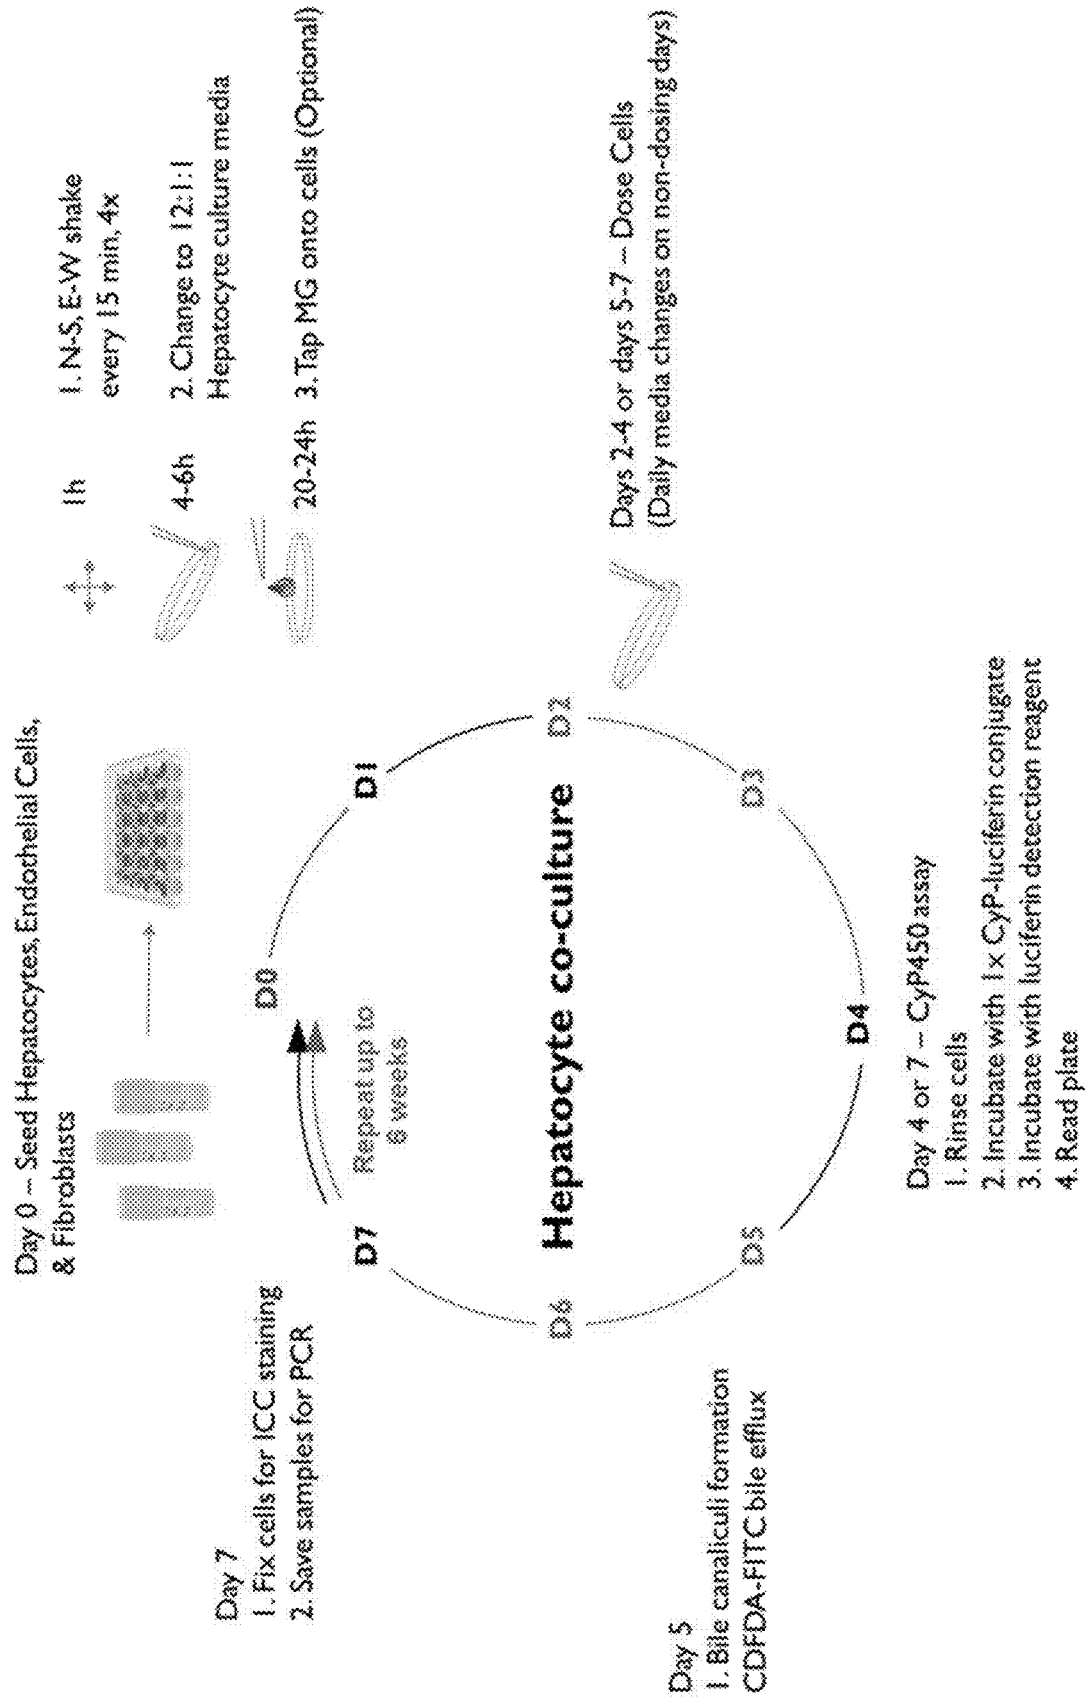 Day 0 – Seed Hepatocytes, Endothelial Cells,
& Fibroblasts
1h
1. N-S, E-W shake
every 15 min, 4x
4-6h
2. Change to 12:1:1
Hepatocyte culture media
20-24h
3. Tap MG onto cells (Optional)
Day 7
1. Fix cells for ICC staining
2. Save samples for PCR
D0
D1
D2
D3
D4
D5
D6
D7
Repeat up to
8 weeks
Hepatocyte co-culture
Days 2-4 or days 5-7 – Dose Cells
(Daily media changes on non-dosing days)
Day 5
1. Bile canaliculi formation
CDFDA-FITC bile efflux
Day 4 or 7 – CyP450 assay
1. Rinse cells
2. Incubate with 1x CyP-luciferin conjugate
3. Incubate with luciferin detection reagent
4. Read plate